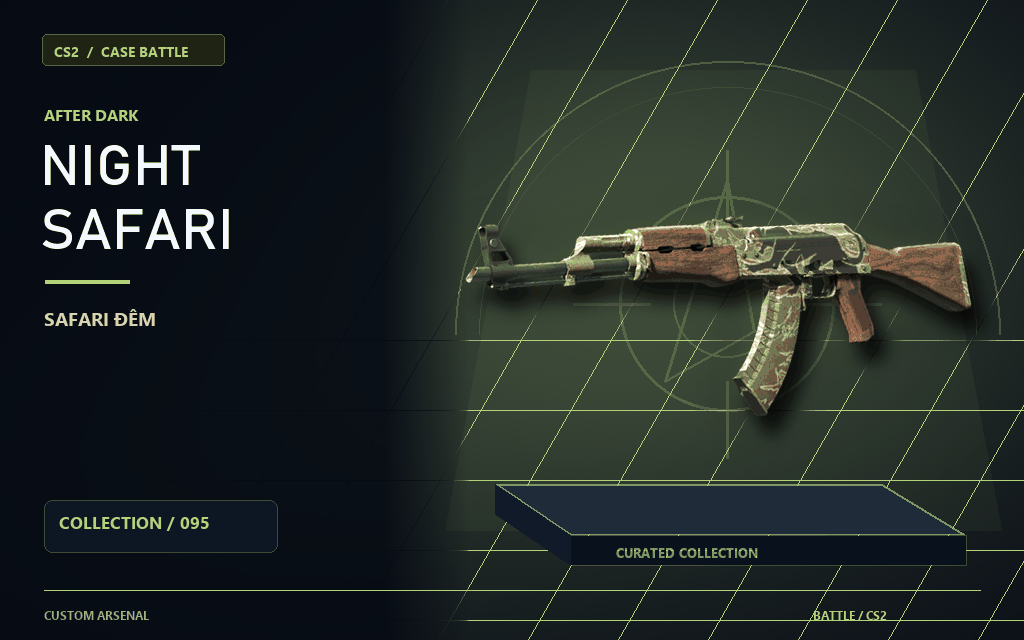 CS2 / CASE BATTLE
AFTER DARK
NIGHT
SAFARI
SAFARI ĐÊM
COLLECTION / 095
CURATED COLLECTION
CUSTOM ARSENAL
BATTLE / CS2